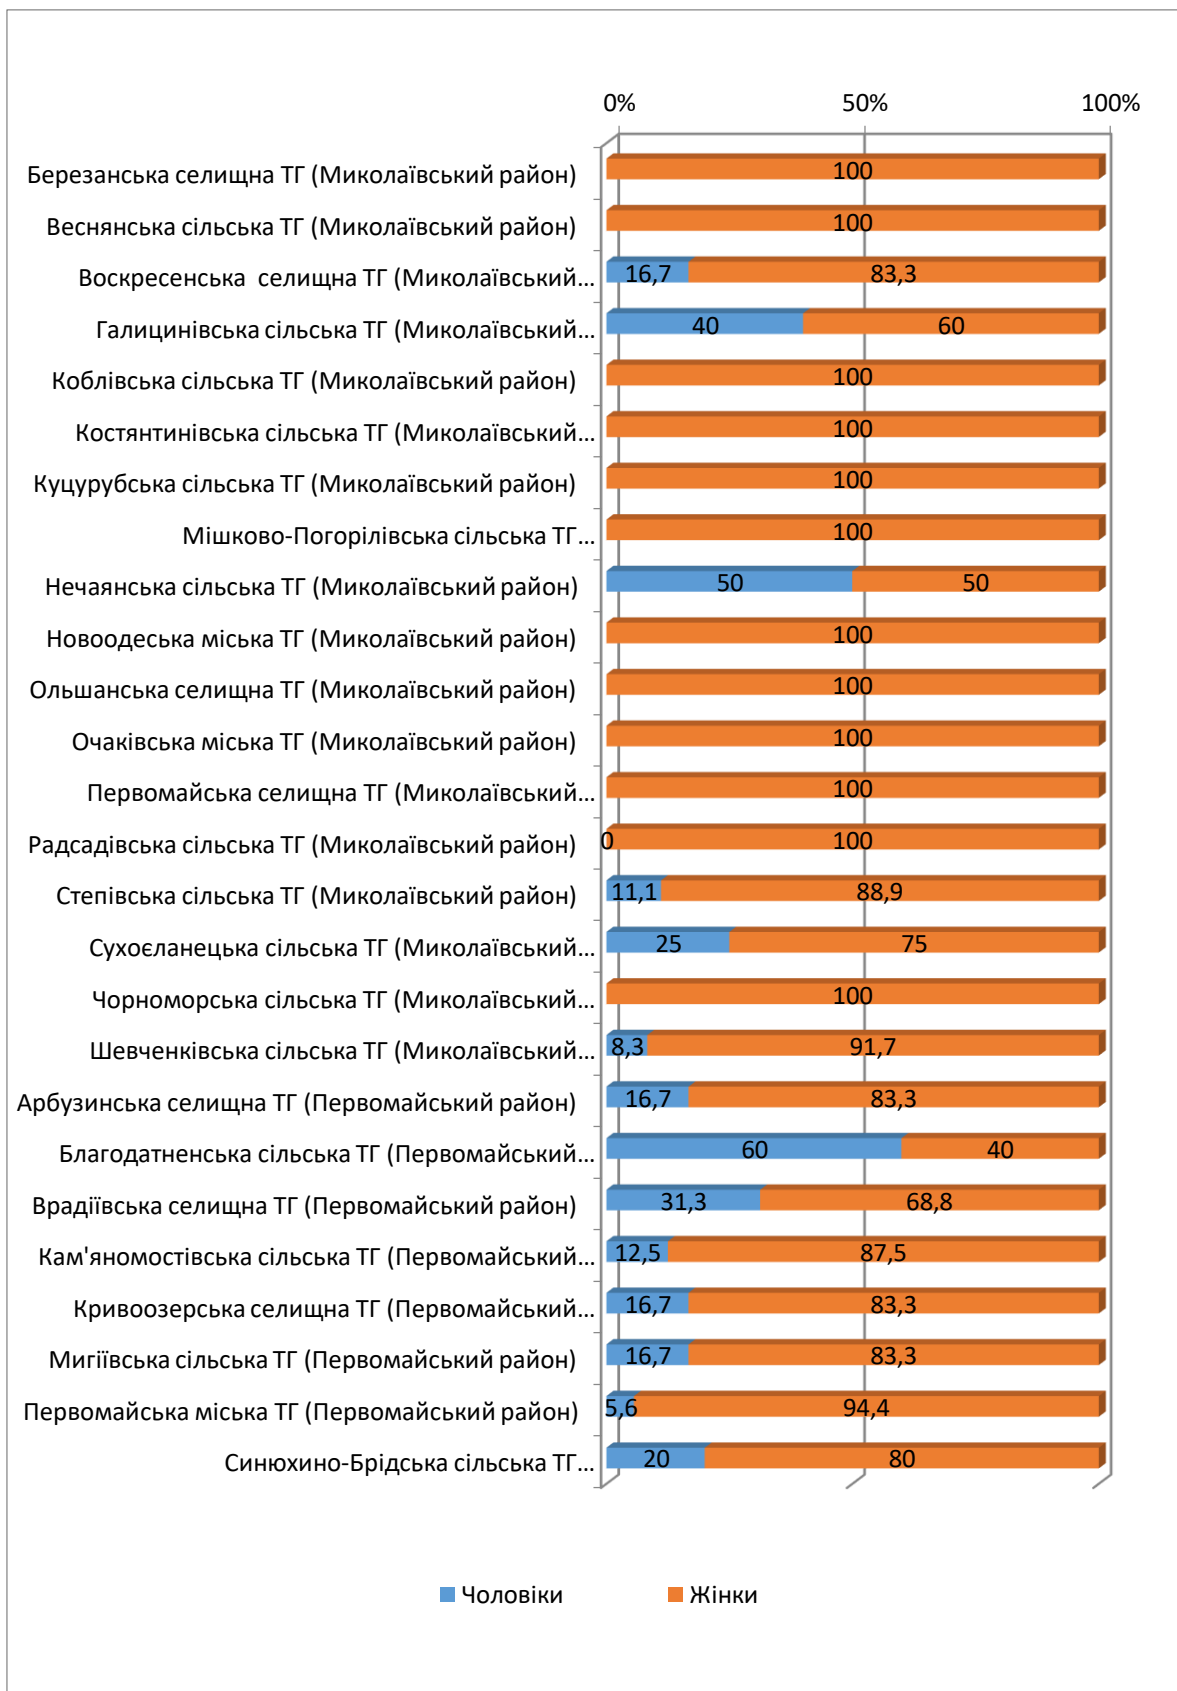 0% 50% 100%
Березанська селищна ТГ (Миколаївський район) 100
Веснянська сільська ТГ (Миколаївський район) 100
Воскресенська  селищна ТГ (Миколаївський... 16,7 83,3
Галицинівська сільська ТГ (Миколаївський... 40 60
Коблівська сільська ТГ (Миколаївський район) 100
Костянтинівська сільська ТГ (Миколаївський... 100
Куцурубська сільська ТГ (Миколаївський район) 100
Мішково-Погорілівська сільська ТГ... 100
Нечаянська сільська ТГ (Миколаївський район) 50 50
Новоодеська міська ТГ (Миколаївський район) 100
Ольшанська селищна ТГ (Миколаївський район) 100
Очаківська міська ТГ (Миколаївський район) 100
Первомайська селищна ТГ (Миколаївський... 100
Радсадівська сільська ТГ (Миколаївський район) 0 100
Степівська сільська ТГ (Миколаївський район) 11,1 88,9
Сухоєланецька сільська ТГ (Миколаївський... 25 75
Чорноморська сільська ТГ (Миколаївський... 100
Шевченківська сільська ТГ (Миколаївський... 8,3 91,7
Арбузинська селищна ТГ (Первомайський район) 16,7 83,3
Благодатненська сільська ТГ (Первомайський... 60 40
Врадіївська селищна ТГ (Первомайський район) 31,3 68,8
Кам'яномостівська сільська ТГ (Первомайський... 12,5 87,5
Кривоозерська селищна ТГ (Первомайський... 16,7 83,3
Мигіївська сільська ТГ (Первомайський район) 16,7 83,3
Первомайська міська ТГ (Первомайський район) 5,6 94,4
Синюхино-Брідська сільська ТГ... 20 80
Чоловіки Жінки